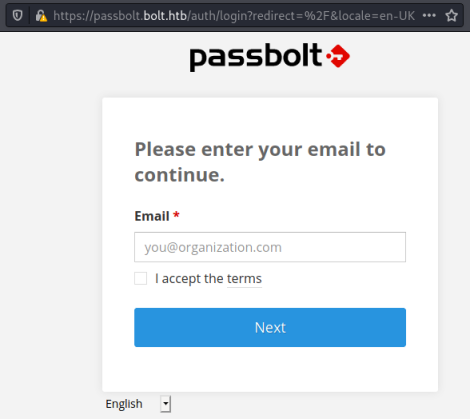 https://passbolt.bolt.htb/auth/login?redirect=%2F&locale=en-UK
passbolt
Please enter your email to
continue.
Email *
you@organization.com
I accept the terms
Next
English